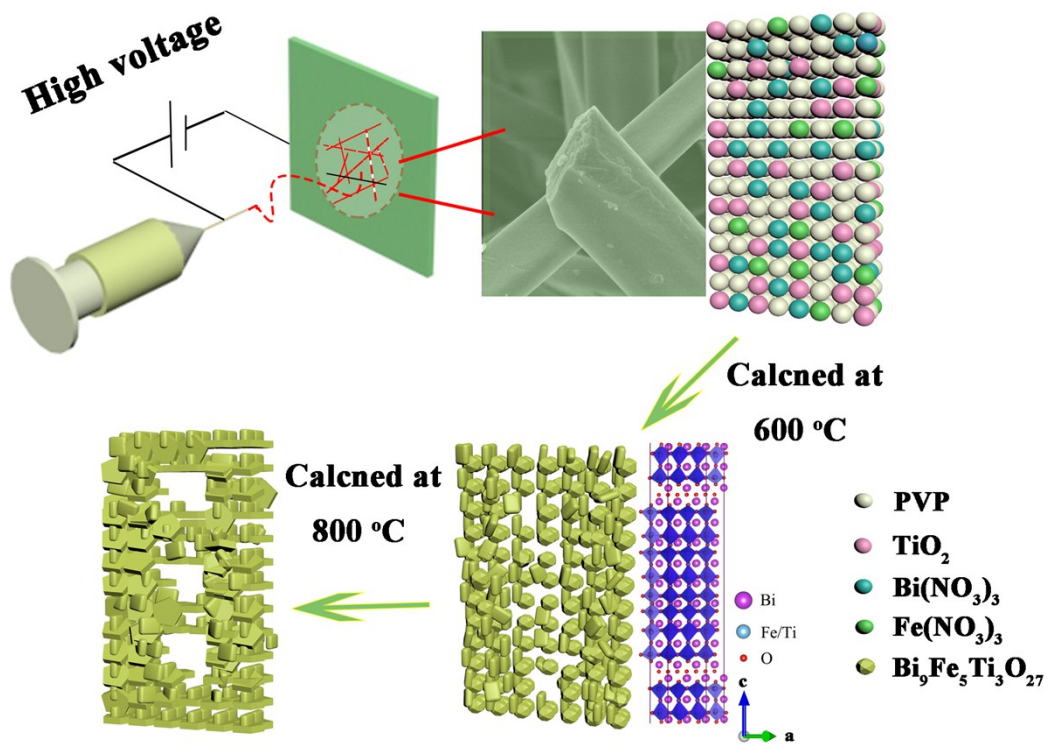 High voltage
Calcned at
600 °C
Calcned at
800 °C
PVP
TiO₂
Bi(NO₃)₃
Fe(NO₃)₃
Bi₉Fe₅Ti₃O₂₇
Bi
Fe/Ti
O
c
a